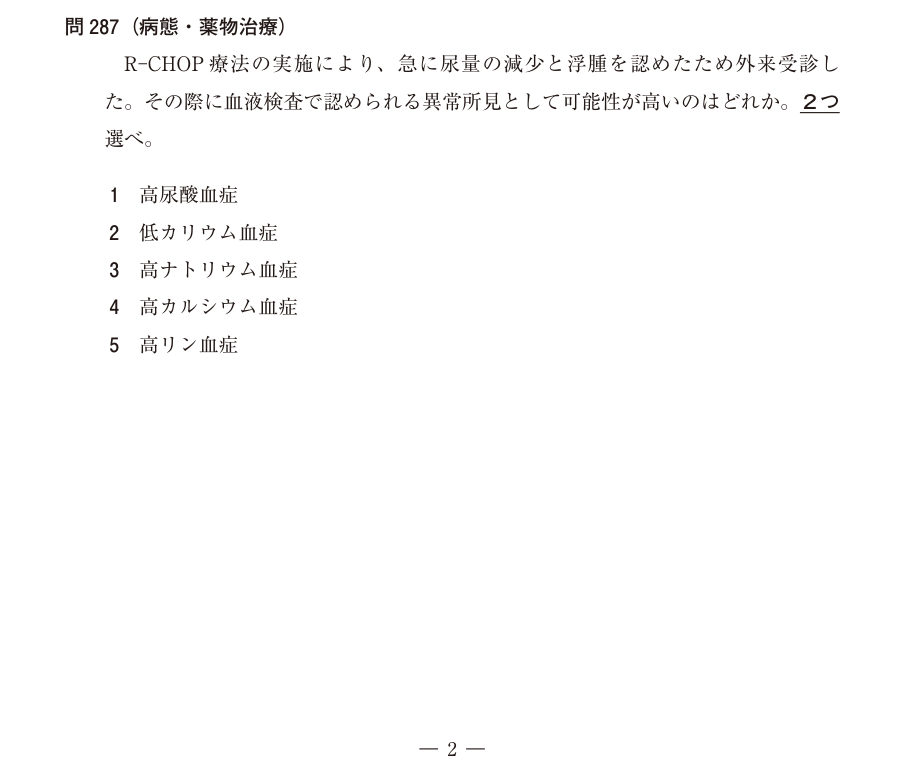 問 287（病態・薬物治療）
R-CHOP 療法の実施により、急に尿量の減少と浮腫を認めたため外来受診し
た。その際に血液検査で認められる異常所見として可能性が高いのはどれか。２つ
選べ。
1 高尿酸血症
2 低カリウム血症
3 高ナトリウム血症
4 高カルシウム血症
5 高リン血症
— 2 —